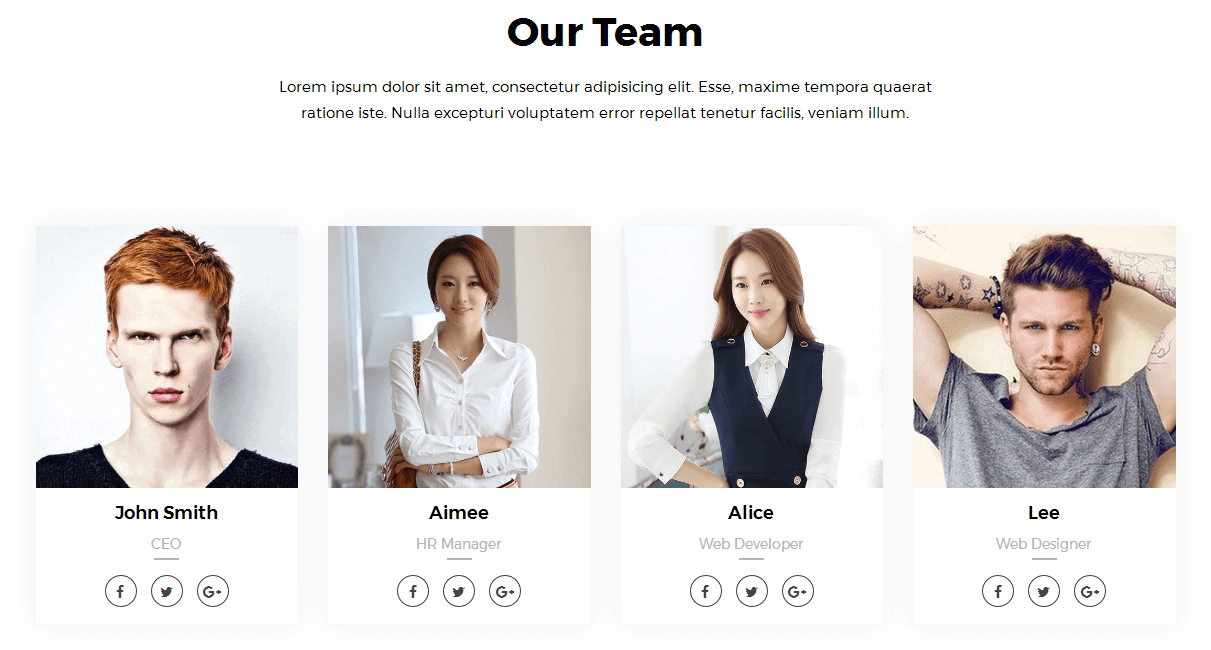 Our Team
Lorem ipsum dolor sit amet, consectetur adipisicing elit. Esse, maxime tempora quaerat
ratione iste. Nulla excepturi voluptatem error repellat tenetur facilis, veniam illum.
John Smith
CEO
Aimee
HR Manager
Alice
Web Developer
Lee
Web Designer